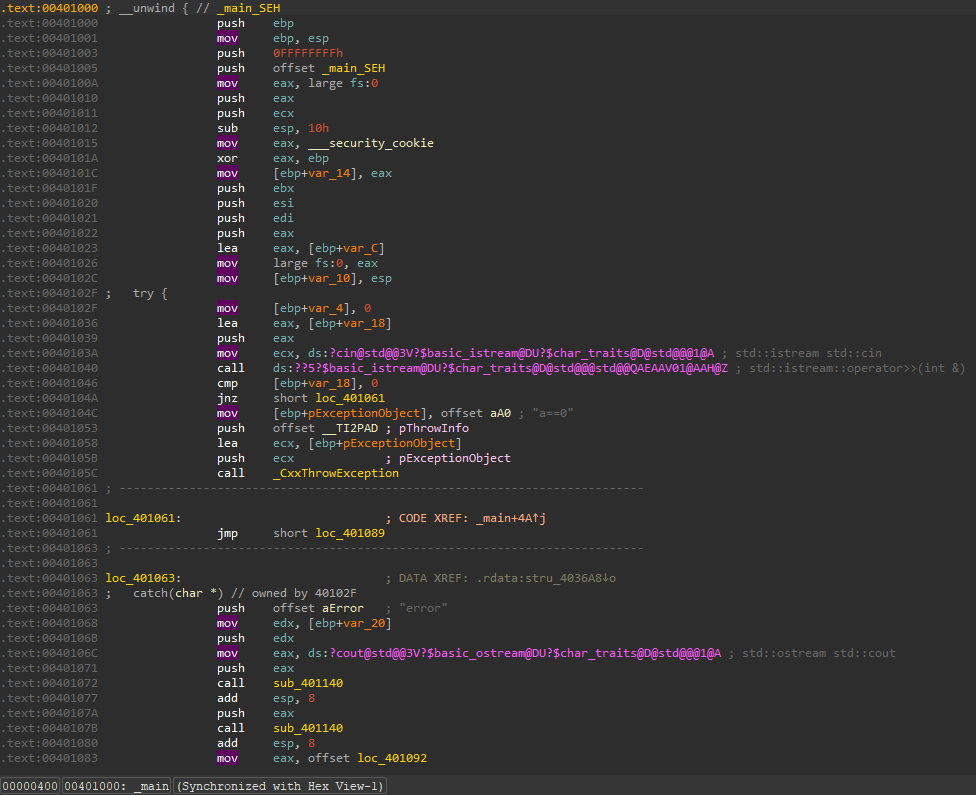 .text:00401000 ; __unwind { // _main_SEH
.text:00401000 push ebp
.text:00401001 mov ebp, esp
.text:00401003 push 0FFFFFFFFh
.text:00401005 push offset _main_SEH
.text:0040100A mov eax, large fs:0
.text:00401010 push eax
.text:00401011 push ecx
.text:00401012 sub esp, 10h
.text:00401015 mov eax, ___security_cookie
.text:0040101A xor eax, ebp
.text:0040101C mov [ebp+var_14], eax
.text:0040101F push ebx
.text:00401020 push esi
.text:00401021 push edi
.text:00401022 push eax
.text:00401023 lea eax, [ebp+var_C]
.text:00401026 mov large fs:0, eax
.text:0040102C mov [ebp+var_10], esp
.text:0040102F ; try {
.text:0040102F mov [ebp+var_4], 0
.text:00401036 lea eax, [ebp+var_18]
.text:00401039 push eax
.text:0040103A mov ecx, ds:?cin@std@@3V?$basic_istream@DU?$char_traits@D@std@@@1@A ; std::istream std::cin
.text:00401040 call ds:??5?$basic_istream@DU?$char_traits@D@std@@@std@@QAEAAV01@AAH@Z ; std::istream::operator>>(int &)
.text:00401046 cmp [ebp+var_18], 0
.text:0040104A jnz short loc_401061
.text:0040104C mov [ebp+pExceptionObject], offset aA0 ; "a==0"
.text:00401053 push offset __TI2PAD ; pThrowInfo
.text:00401058 lea ecx, [ebp+pExceptionObject]
.text:0040105B push ecx ; pExceptionObject
.text:0040105C call _CxxThrowException
.text:00401061 ; ---------------------------------------------------------------------------
.text:00401061
.text:00401061 loc_401061: ; CODE XREF: _main+4A↑j
.text:00401061 jmp short loc_401089
.text:00401063 ; ---------------------------------------------------------------------------
.text:00401063
.text:00401063 loc_401063: ; DATA XREF: .rdata:stru_4036A8↓o
.text:00401063 ; catch(char *) // owned by 40102F
.text:00401063 push offset aError ; "error"
.text:00401068 mov edx, [ebp+var_20]
.text:0040106B push edx
.text:0040106C mov eax, ds:?cout@std@@3V?$basic_ostream@DU?$char_traits@D@std@@@1@A ; std::ostream std::cout
.text:00401071 push eax
.text:00401072 call sub_401140
.text:00401077 add esp, 8
.text:0040107A push eax
.text:0040107B call sub_401140
.text:00401080 add esp, 8
.text:00401083 mov eax, offset loc_401092
00000400 00401000: _main (Synchronized with Hex View-1)